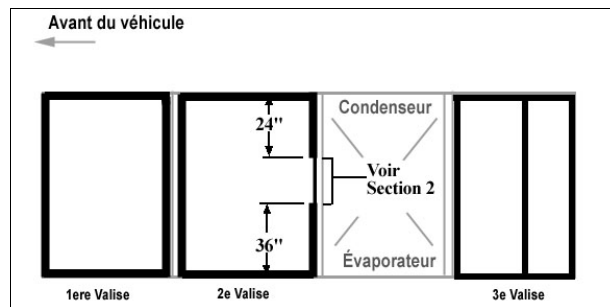 Avant du véhicule
Condenseur
24"
Voir
Section 2
36"
Évaporateur
1ere Valise
2e Valise
3e Valise